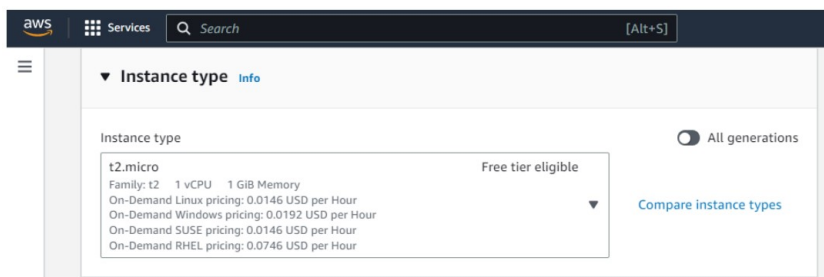 aws Services Search [Alt+S]
Instance type Info
Instance type All generations
t2.micro Free tier eligible
Family: t2 1 vCPU 1 GiB Memory
On-Demand Linux pricing: 0.0146 USD per Hour
On-Demand Windows pricing: 0.0192 USD per Hour
Compare instance types
On-Demand SUSE pricing: 0.0146 USD per Hour
On-Demand RHEL pricing: 0.0746 USD per Hour